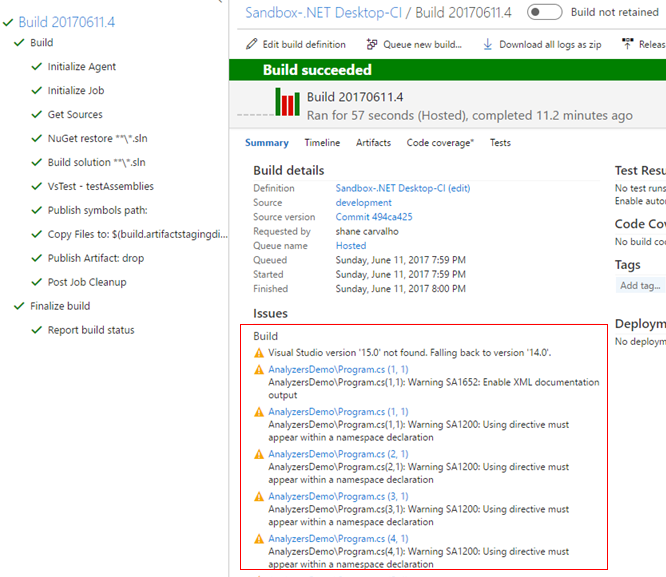 Build 20170611.4
Build
Initialize Agent
Initialize Job
Get Sources
NuGet restore **\*.sln
Build solution **\*.sln
VsTest - testAssemblies
Publish symbols path:
Copy Files to: $(build.artifactstagingdi...
Publish Artifact: drop
Post Job Cleanup
Finalize build
Report build status
Sandbox-.NET Desktop-CI / Build 20170611.4 Build not retained
Edit build definition Queue new build... Download all logs as zip Releas
Build succeeded
Build 20170611.4
Ran for 57 seconds (Hosted), completed 11.2 minutes ago
Summary Timeline Artifacts Code coverage* Tests
Build details
Definition Sandbox-.NET Desktop-CI (edit)
Source development
Source version Commit 494ca425
Requested by shane carvalho
Queue name Hosted
Queued Sunday, June 11, 2017 7:59 PM
Started Sunday, June 11, 2017 7:59 PM
Finished Sunday, June 11, 2017 8:00 PM
Issues
Build
Visual Studio version '15.0' not found. Falling back to version '14.0'.
AnalyzersDemo\Program.cs (1, 1)
AnalyzersDemo\Program.cs(1,1): Warning SA1652: Enable XML documentation
output
AnalyzersDemo\Program.cs (1, 1)
AnalyzersDemo\Program.cs(1,1): Warning SA1200: Using directive must
appear within a namespace declaration
AnalyzersDemo\Program.cs (2, 1)
AnalyzersDemo\Program.cs(2,1): Warning SA1200: Using directive must
appear within a namespace declaration
AnalyzersDemo\Program.cs (3, 1)
AnalyzersDemo\Program.cs(3,1): Warning SA1200: Using directive must
appear within a namespace declaration
AnalyzersDemo\Program.cs (4, 1)
AnalyzersDemo\Program.cs(4,1): Warning SA1200: Using directive must
appear within a namespace declaration
Test Resu
No test runs
Enable auto
Code Cov
No build cod
Tags
Add tag...
Deploym
No deploym